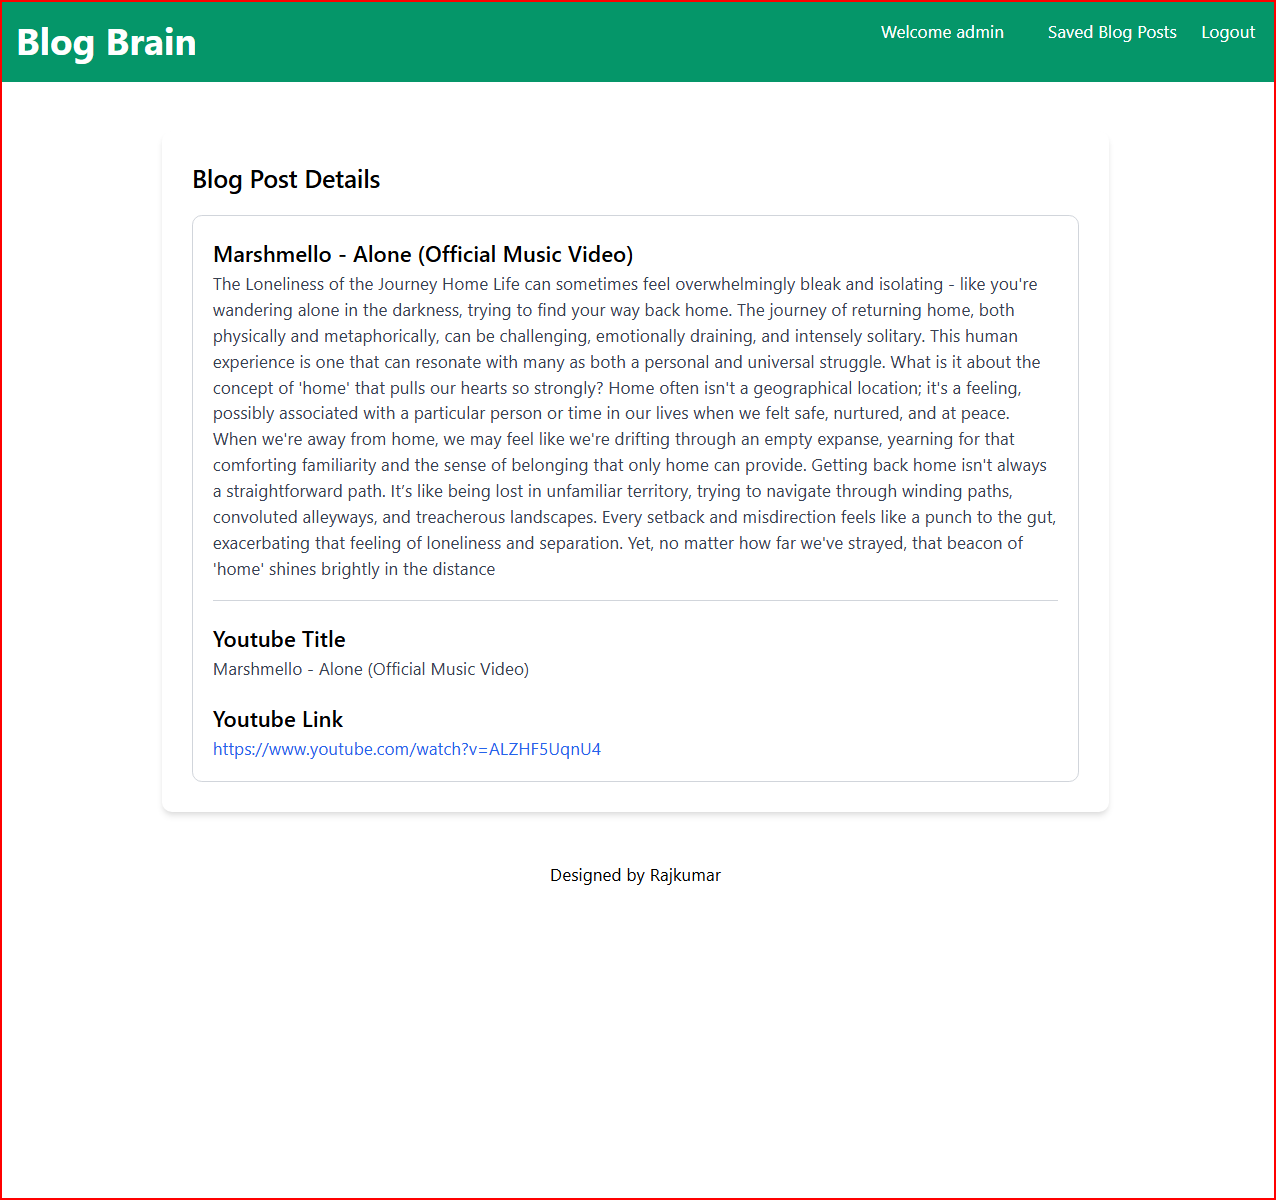 Blog Brain
Welcome admin
Saved Blog Posts
Logout
Blog Post Details
Marshmello - Alone (Official Music Video)
The Loneliness of the Journey Home Life can sometimes feel overwhelmingly bleak and isolating - like you're
wandering alone in the darkness, trying to find your way back home. The journey of returning home, both
physically and metaphorically, can be challenging, emotionally draining, and intensely solitary. This human
experience is one that can resonate with many as both a personal and universal struggle. What is it about the
concept of 'home' that pulls our hearts so strongly? Home often isn't a geographical location; it's a feeling,
possibly associated with a particular person or time in our lives when we felt safe, nurtured, and at peace.
When we're away from home, we may feel like we're drifting through an empty expanse, yearning for that
comforting familiarity and the sense of belonging that only home can provide. Getting back home isn't always
a straightforward path. It’s like being lost in unfamiliar territory, trying to navigate through winding paths,
convoluted alleyways, and treacherous landscapes. Every setback and misdirection feels like a punch to the gut,
exacerbating that feeling of loneliness and separation. Yet, no matter how far we've strayed, that beacon of
'home' shines brightly in the distance
Youtube Title
Marshmello - Alone (Official Music Video)
Youtube Link
https://www.youtube.com/watch?v=ALZHF5UqnU4
Designed by Rajkumar